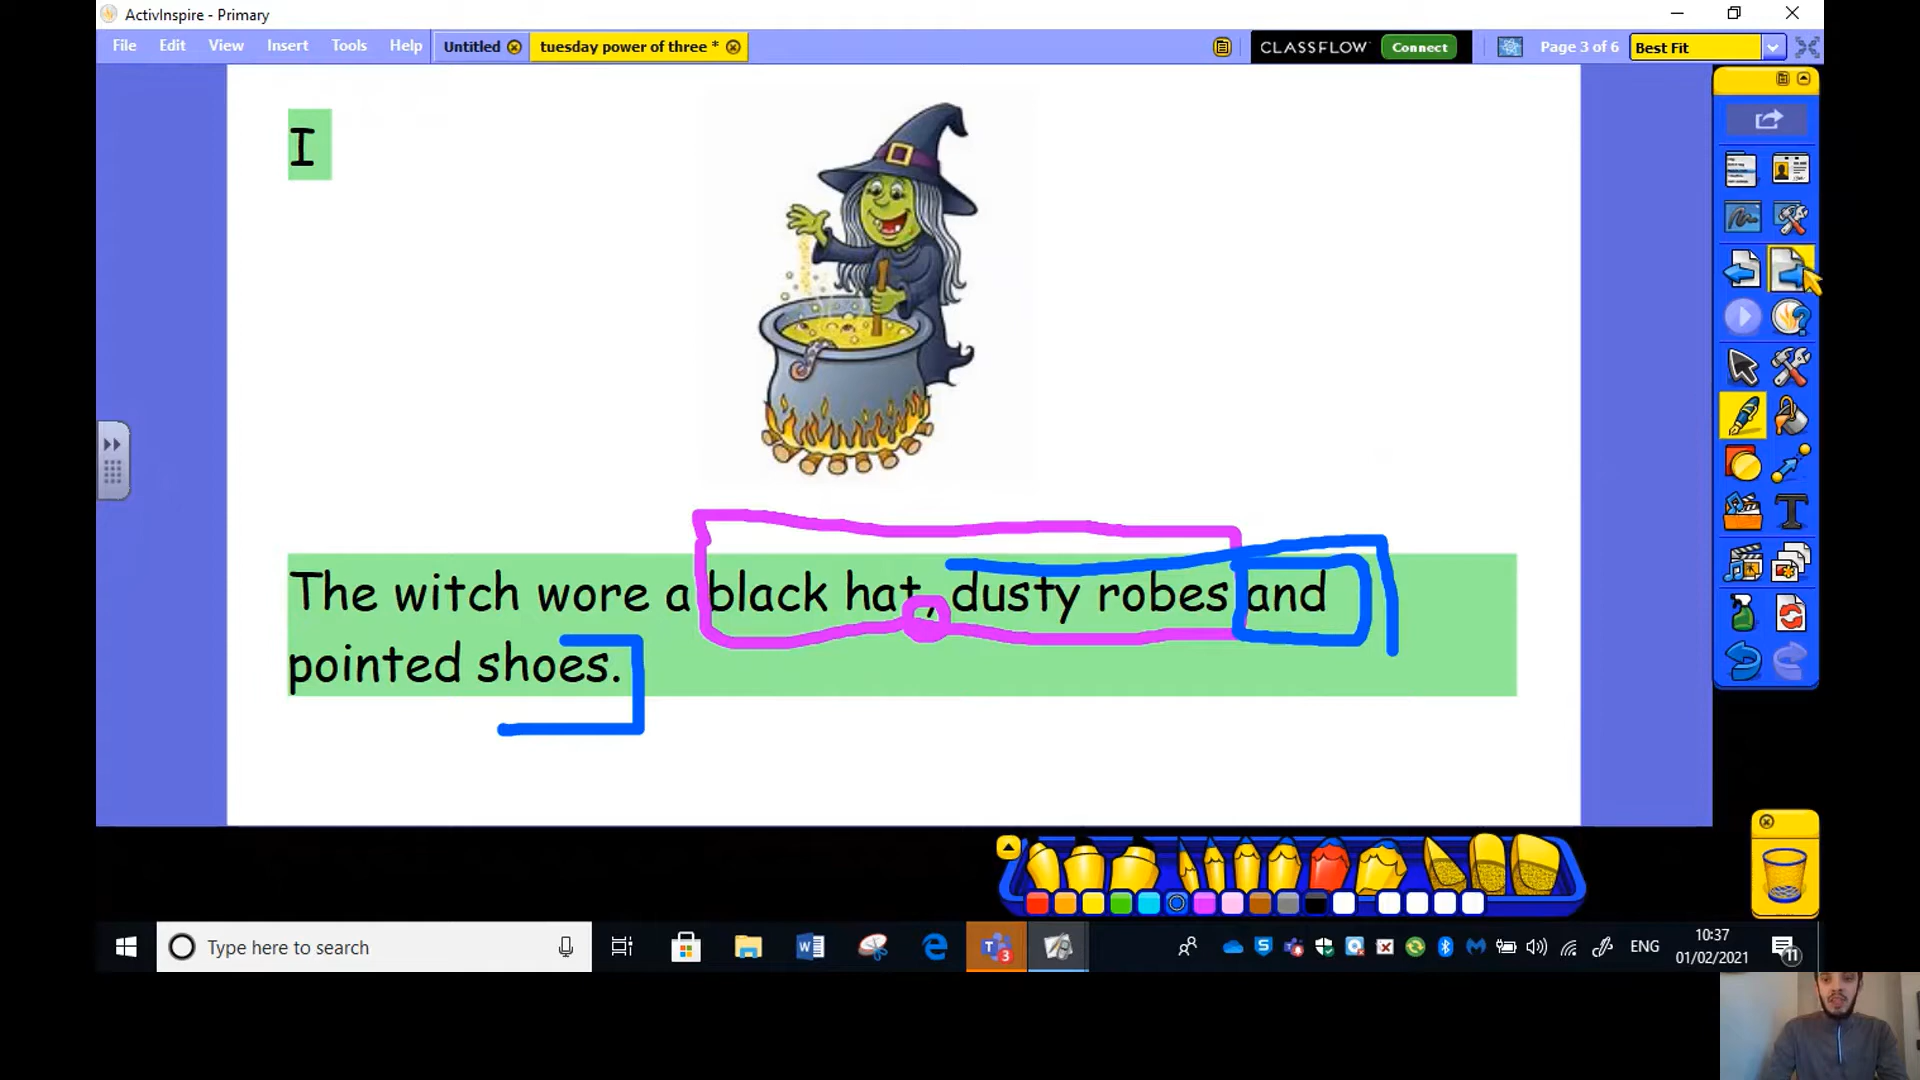 ActivInspire - Primary
File Edit View Insert Tools Help Untitled tuesday power of three * CLASSFLOW Connect Page 3 of 6 Best Fit
I
The witch wore a black hat, dusty robes and
pointed shoes.
Type here to search
3
ENG
10:37
01/02/2021
11